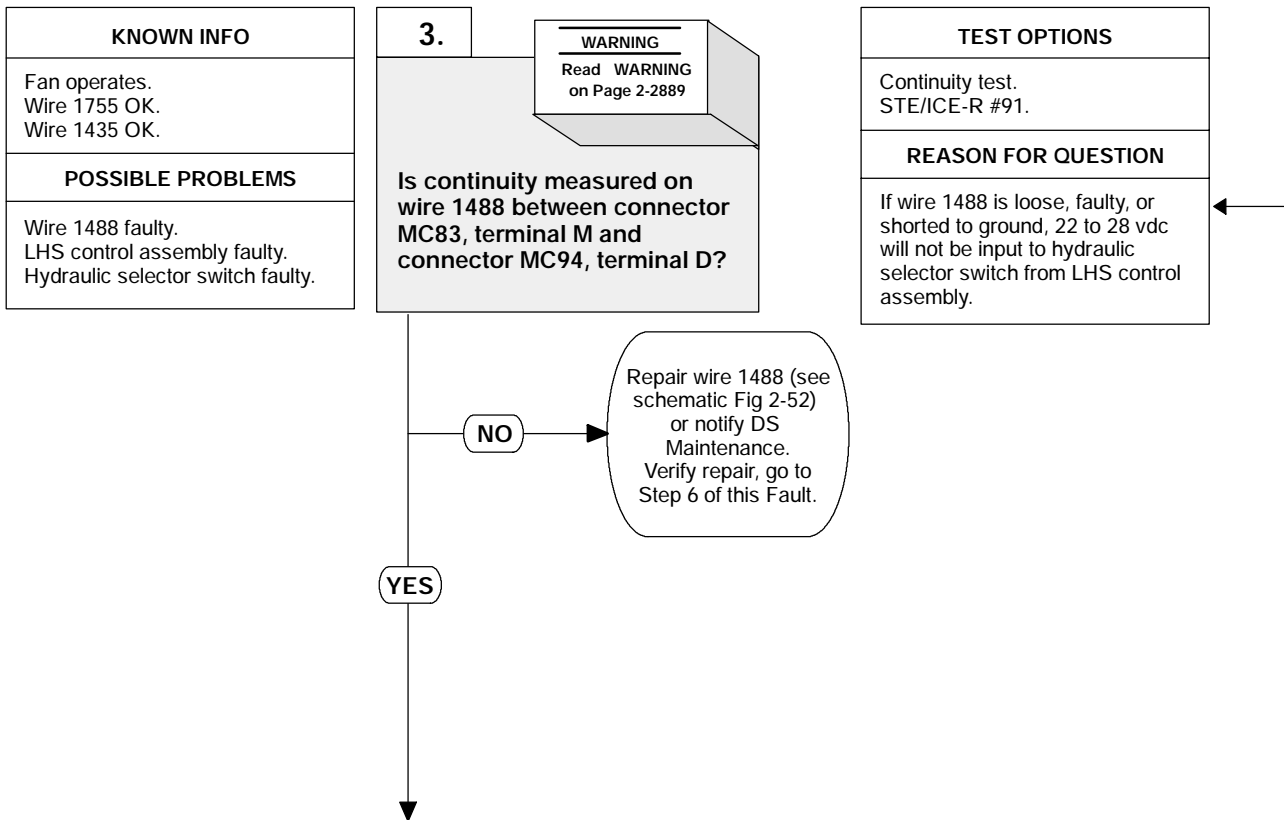 KNOWN INFO
Fan operates.
Wire 1755 OK.
Wire 1435 OK.
POSSIBLE PROBLEMS
Wire 1488 faulty.
LHS control assembly faulty.
Hydraulic selector switch faulty.
3.
WARNING
Read WARNING
on Page 2-2889
Is continuity measured on
wire 1488 between connector
MC83, terminal M and
connector MC94, terminal D?
TEST OPTIONS
Continuity test.
STE/ICE-R #91.
REASON FOR QUESTION
If wire 1488 is loose, faulty, or
shorted to ground, 22 to 28 vdc
will not be input to hydraulic
selector switch from LHS control
assembly.
NO
Repair wire 1488 (see
schematic Fig 2-52)
or notify DS
Maintenance.
Verify repair, go to
Step 6 of this Fault.
YES